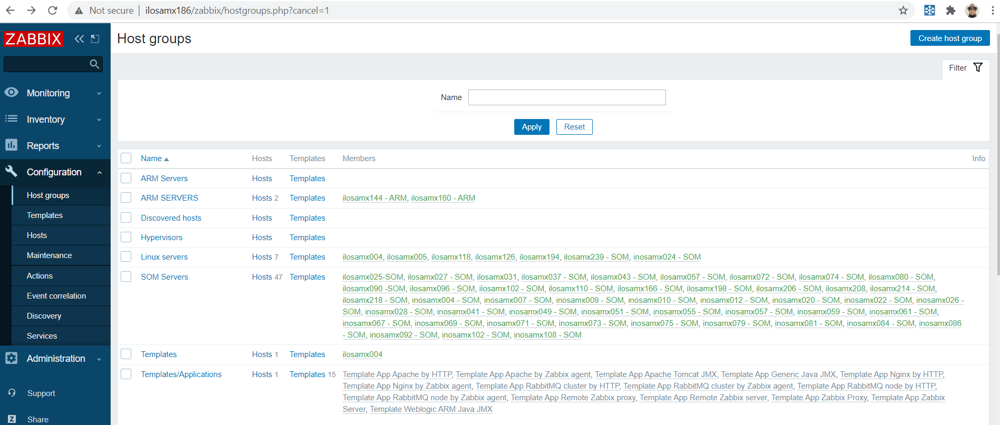 Not secure | ilosamx186/zabbix/hostgroups.php?cancel=1
ZABBIX
Host groups
Create host group
Filter
Monitoring
Name
Inventory
Apply Reset
Reports
Name Hosts Templates Members Info
Configuration
ARM Servers Hosts Templates
Host groups
ARM SERVERS Hosts 2 Templates ilosamx144 - ARM, ilosamx160 - ARM
Templates
Discovered hosts Hosts Templates
Hosts
Hypervisors Hosts Templates
Maintenance
Linux servers Hosts 7 Templates ilosamx004, ilosamx005, ilosamx118, ilosamx126, ilosamx194, ilosamx239 - SOM, inosamx024 - SOM
Actions
SOM Servers Hosts 47 Templates ilosamx025-SOM, ilosamx027 - SOM, ilosamx031, ilosamx037 - SOM, ilosamx043 - SOM, ilosamx057 - SOM, ilosamx072 - SOM, ilosamx074 - SOM, ilosamx080 - SOM,
ilosamx090 -SOM, ilosamx096 - SOM, ilosamx102 - SOM, ilosamx110 - SOM, ilosamx166 - SOM, ilosamx198 - SOM, ilosamx206 - SOM, ilosamx208, ilosamx214 - SOM,
Event correlation
ilosamx218 - SOM, inosamx004 - SOM, inosamx007 - SOM, inosamx009 - SOM, inosamx010 - SOM, inosamx012 - SOM, inosamx020 - SOM, inosamx022 - SOM, inosamx026 -
SOM, inosamx028 - SOM, inosamx041 - SOM, inosamx049 - SOM, inosamx051 - SOM, inosamx055 - SOM, inosamx057 - SOM, inosamx059 - SOM, inosamx061 - SOM,
Discovery
inosamx067 - SOM, inosamx069 - SOM, inosamx071 - SOM, inosamx073 - SOM, inosamx075 - SOM, inosamx079 - SOM, inosamx081 - SOM, inosamx084 - SOM, inosamx086
- SOM, inosamx092 - SOM, inosamx102 - SOM, inosamx108 - SOM
Services
Templates Hosts 1 Templates ilosamx004
Administration
Templates/Applications Hosts 1 Templates 15 Template App Apache by HTTP, Template App Apache by Zabbix agent, Template App Apache Tomcat JMX, Template App Generic Java JMX, Template App Nginx by HTTP,
Template App Nginx by Zabbix agent, Template App RabbitMQ cluster by HTTP, Template App RabbitMQ cluster by Zabbix agent, Template App RabbitMQ node by HTTP,
Support
Template App RabbitMQ node by Zabbix agent, Template App Remote Zabbix proxy, Template App Remote Zabbix server, Template App Zabbix Proxy, Template App Zabbix
Server, Template Weblogic ARM Java JMX
Z Share